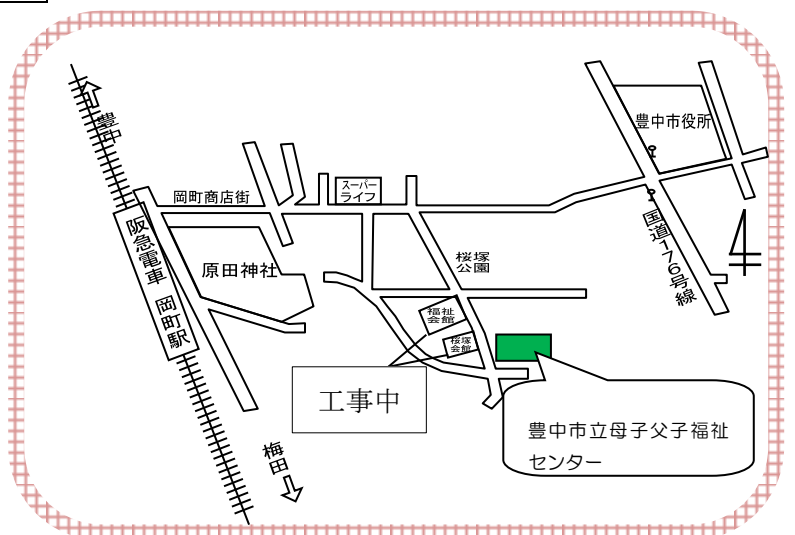 豊中
岡町商店街
スーパー
ライフ
豊中市役所
国道176号線
阪急電車 岡町駅
原田神社
桜塚
公園
福祉
会館
桜塚
会館
工事中
豊中市立母子父子福祉
センター
梅田